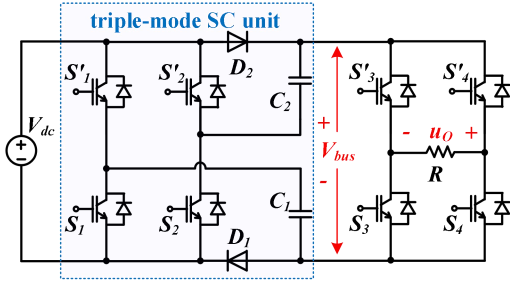 triple-mode SC unit
S'1 S'2 D2 S'3 S'4
C2
Vdc + Vbus - - uO +
R
S1 S2 D1 C1 S3 S4